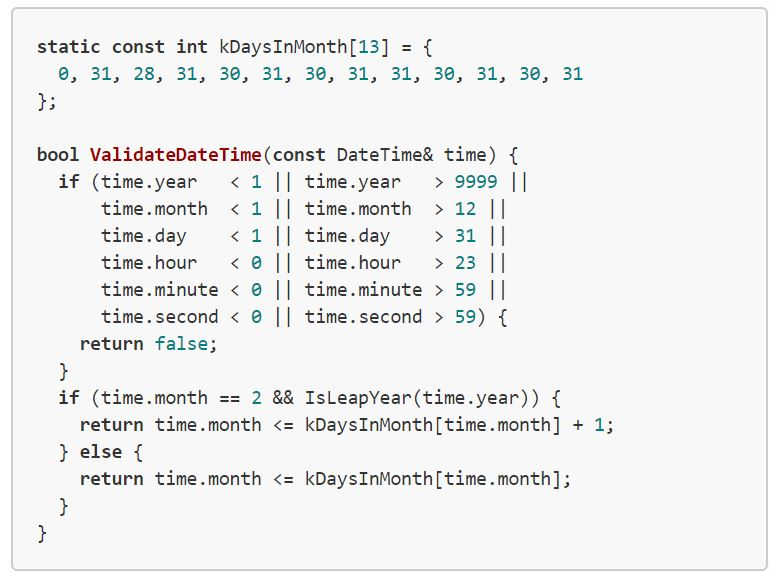 static const int kDaysInMonth[13] = {
  0, 31, 28, 31, 30, 31, 30, 31, 31, 30, 31, 30, 31
};

bool ValidateDateTime(const DateTime& time) {
  if (time.year   < 1 || time.year   > 9999 ||
      time.month  < 1 || time.month  > 12 ||
      time.day    < 1 || time.day    > 31 ||
      time.hour   < 0 || time.hour   > 23 ||
      time.minute < 0 || time.minute > 59 ||
      time.second < 0 || time.second > 59) {
    return false;
  }
  if (time.month == 2 && IsLeapYear(time.year)) {
    return time.month <= kDaysInMonth[time.month] + 1;
  } else {
    return time.month <= kDaysInMonth[time.month];
  }
}